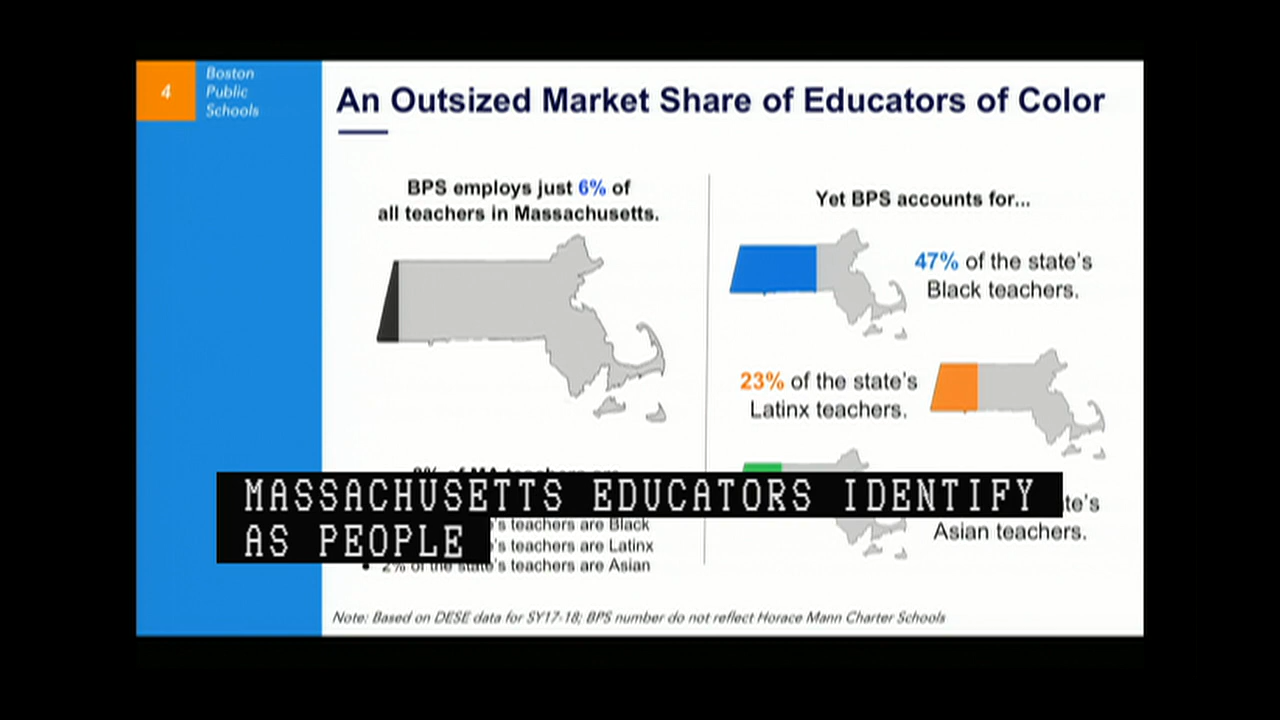 4
Boston
Public
Schools
An Outsized Market Share of Educators of Color
BPS employs just 6% of
all teachers in Massachusetts.
Yet BPS accounts for...
47% of the state's
Black teachers.
23% of the state's
Latinx teachers.
MASSACHUSETTS EDUCATORS IDENTIFY
AS PEOPLE
's teachers are Black
's teachers are Latinx
2% of the state's teachers are Asian
Asian teachers.
Note: Based on DESE data for SY17-18; BPS number do not reflect Horace Mann Charter Schools